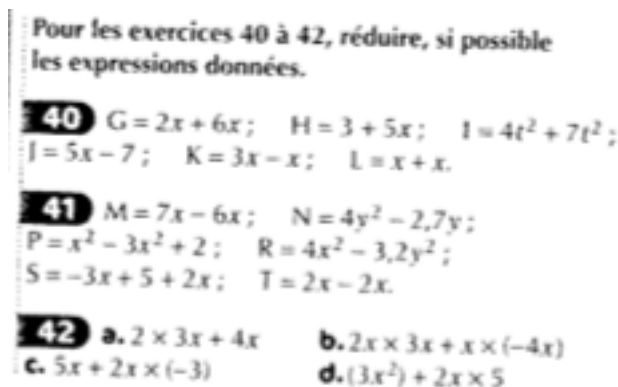 Pour les exercices 40 à 42, réduire, si possible
les expressions données.
40 G = 2x + 6x ; H = 3 + 5x ; I = 4t² + 7t² ;
J = 5x – 7 ; K = 3x – x ; L = x + x.
41 M = 7x – 6x ; N = 4y² – 2,7y ;
P = x² – 3x² + 2 ; R = 4x² – 3,2y² ;
S = –3x + 5 + 2x ; T = 2x – 2x.
42 a. 2 × 3x + 4x b. 2x × 3x + x × (–4x)
c. 5x + 2x × (–3) d. (3x²) + 2x × 5